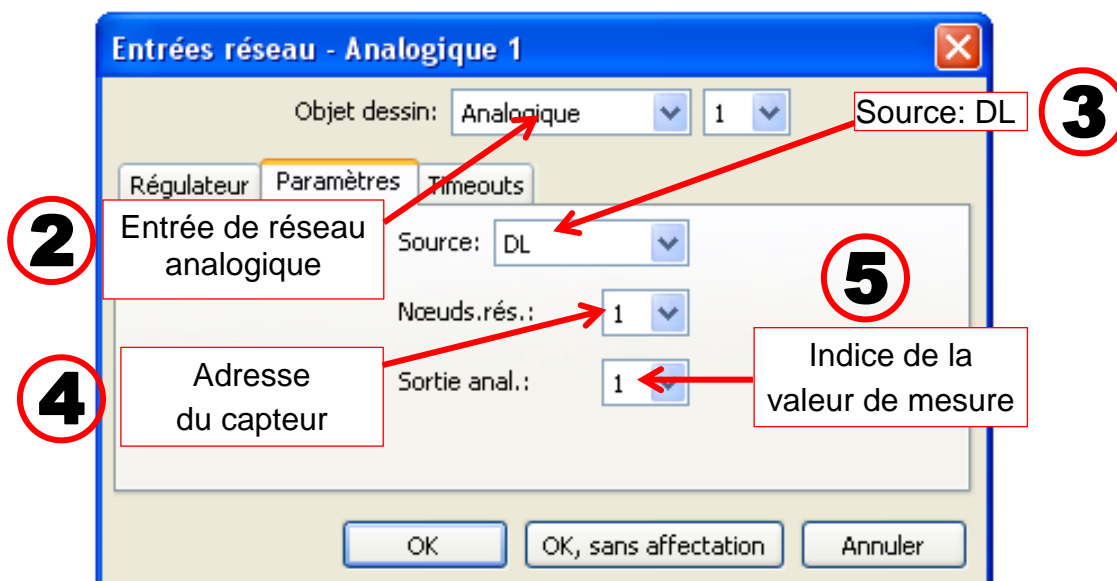 Entrées réseau - Analogique 1
Objet dessin: Analogique 1
Source: DL
3
Régulateur Paramètres Timeouts
2
Entrée de réseau
analogique
Source: DL
5
Nœuds.rés.: 1
4
Adresse
du capteur
Sortie anal.: 1
Indice de la
valeur de mesure
OK OK, sans affectation Annuler